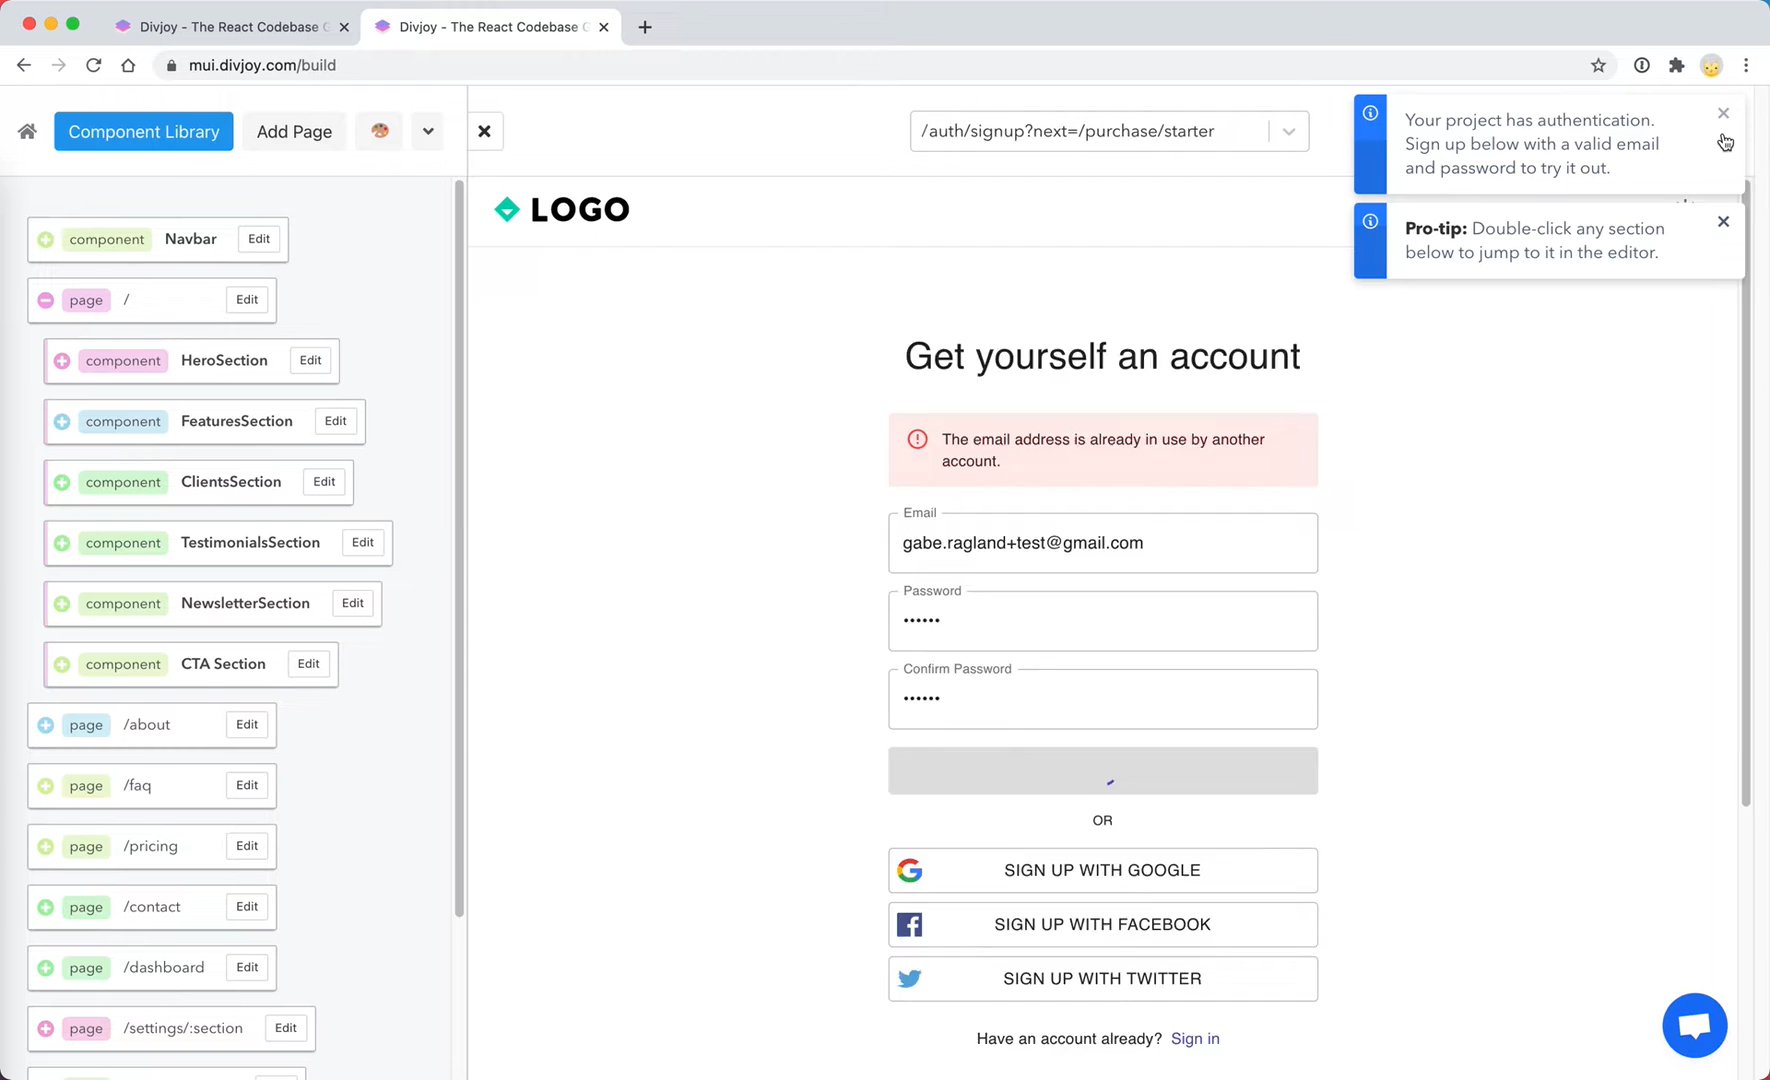 Divjoy - The React Codebase G
Divjoy - The React Codebase G
mui.divjoy.com/build
Component Library
Add Page
/auth/signup?next=/purchase/starter
Your project has authentication.
Sign up below with a valid email
and password to try it out.
Pro-tip: Double-click any section
below to jump to it in the editor.
component Navbar Edit
page / Edit
component HeroSection Edit
component FeaturesSection Edit
component ClientsSection Edit
component TestimonialsSection Edit
component NewsletterSection Edit
component CTA Section Edit
page /about Edit
page /faq Edit
page /pricing Edit
page /contact Edit
page /dashboard Edit
page /settings/:section Edit
LOGO
Get yourself an account
The email address is already in use by another
account.
Email
gabe.ragland+test@gmail.com
Password
••••••
Confirm Password
••••••
OR
SIGN UP WITH GOOGLE
SIGN UP WITH FACEBOOK
SIGN UP WITH TWITTER
Have an account already? Sign in